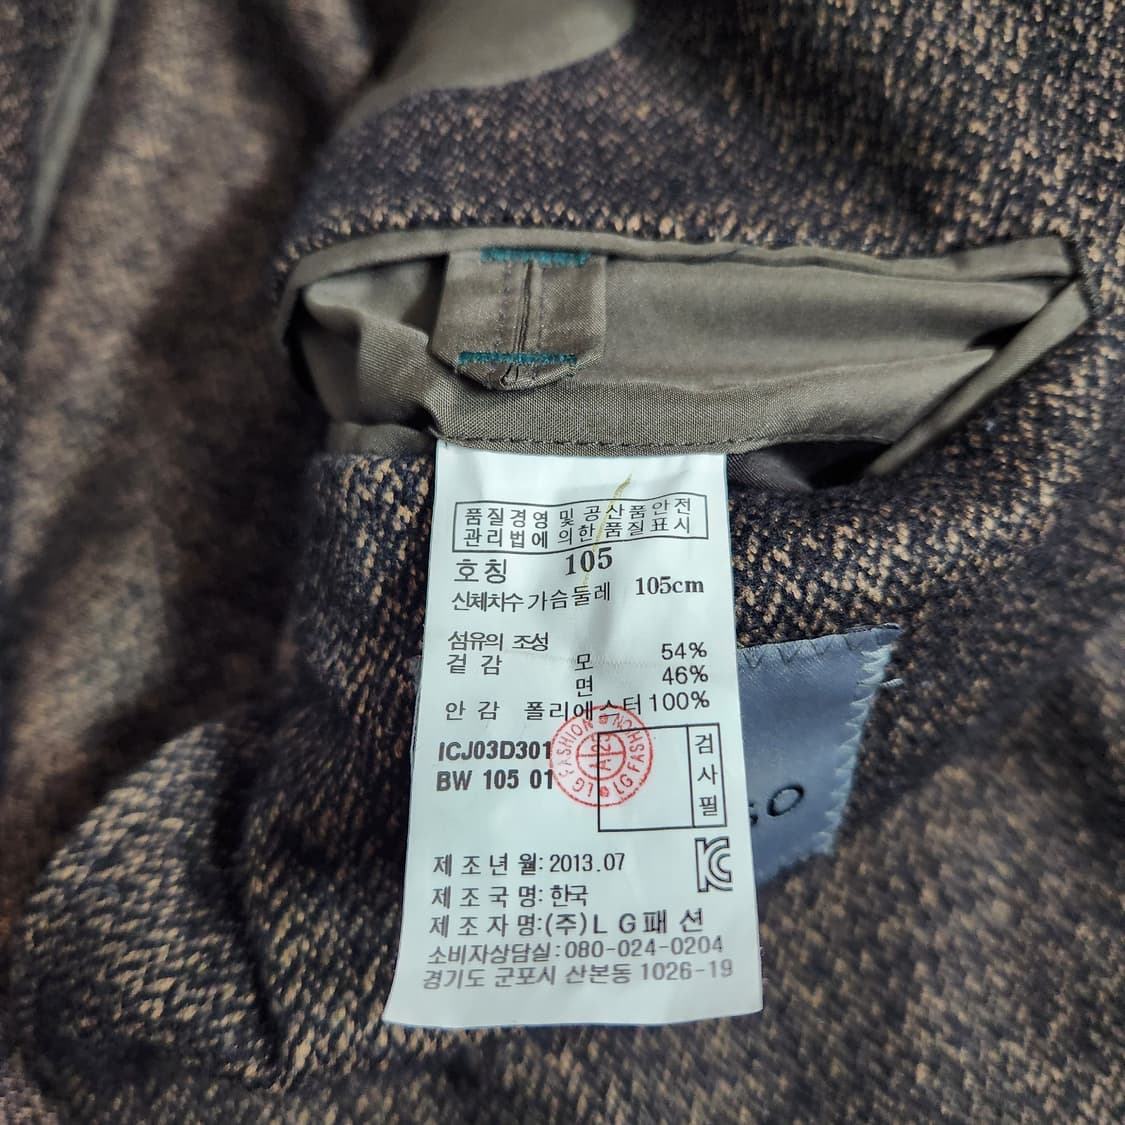 품질경영 및 공산품안전
관리법에 의한 품질표시
호칭 105
신체치수 가슴둘레 105cm
섬유의 조성
겉 감 모 54%
면 46%
안 감 폴리에스터 100%
ICJ03D301
BW 105 01
검
사
필
LG FASHION LG FASHION
제 조 년 월: 2013.07
제 조 국 명: 한국
제 조 자 명:(주)L G패 션
소비자상담실:080-024-0204
경기도 군포시 산본동 1026-19